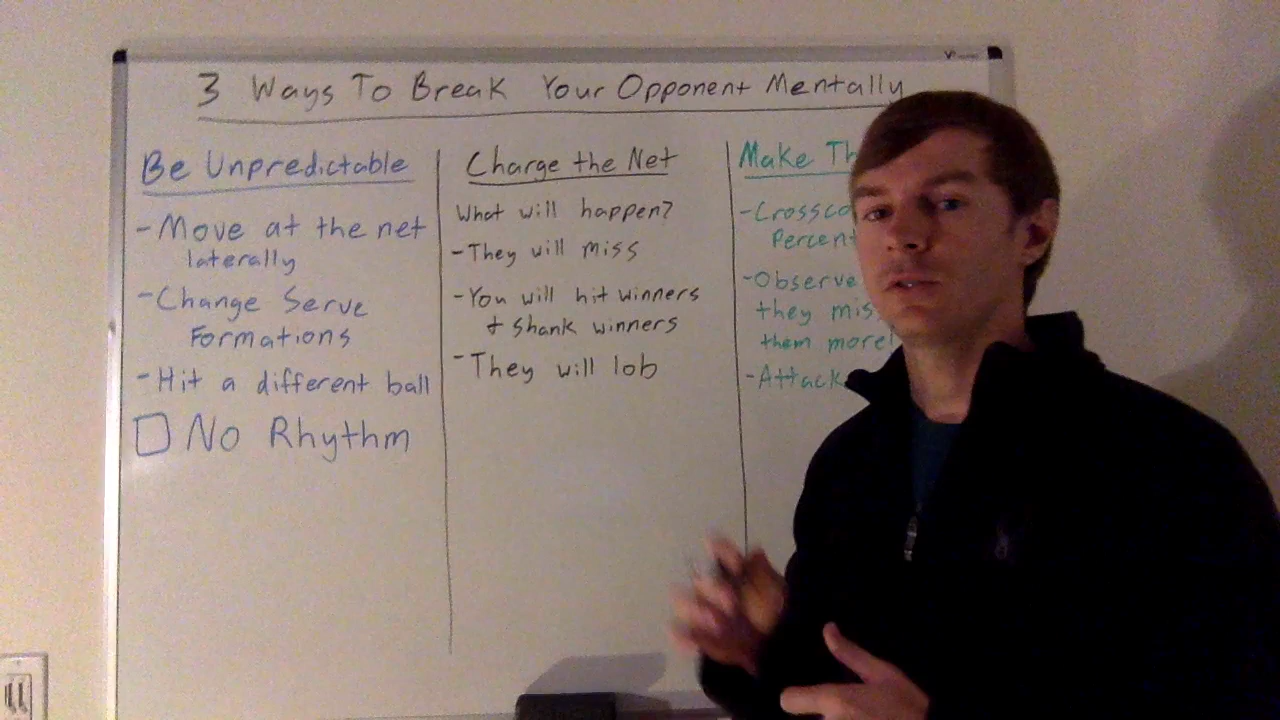 3 Ways To Break Your Opponent Mentally
Be Unpredictable
- Move at the net
laterally
- Change Serve
Formations
- Hit a different ball
□ No Rhythm
Charge the Net
What will happen?
- They will miss
- You will hit winners
+ shank winners
- They will lob
Make Th
- Crossco
Percent
- Observe
they mis
them more!
- Attack